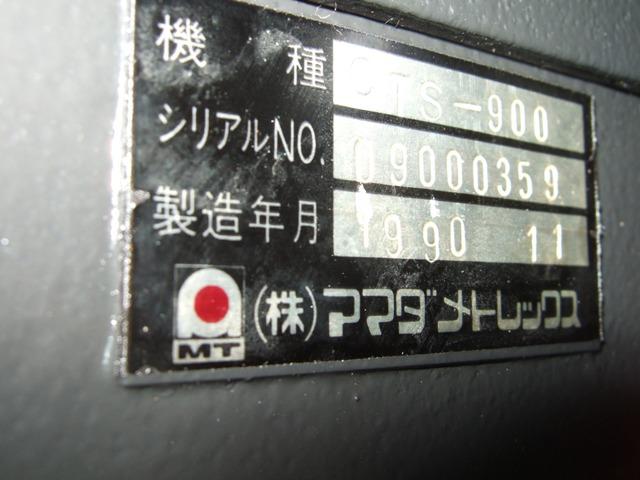 機種 CTS-900
シリアルNO. 09000359
製造年月 1990 11
MT (株)アマダメトレックス